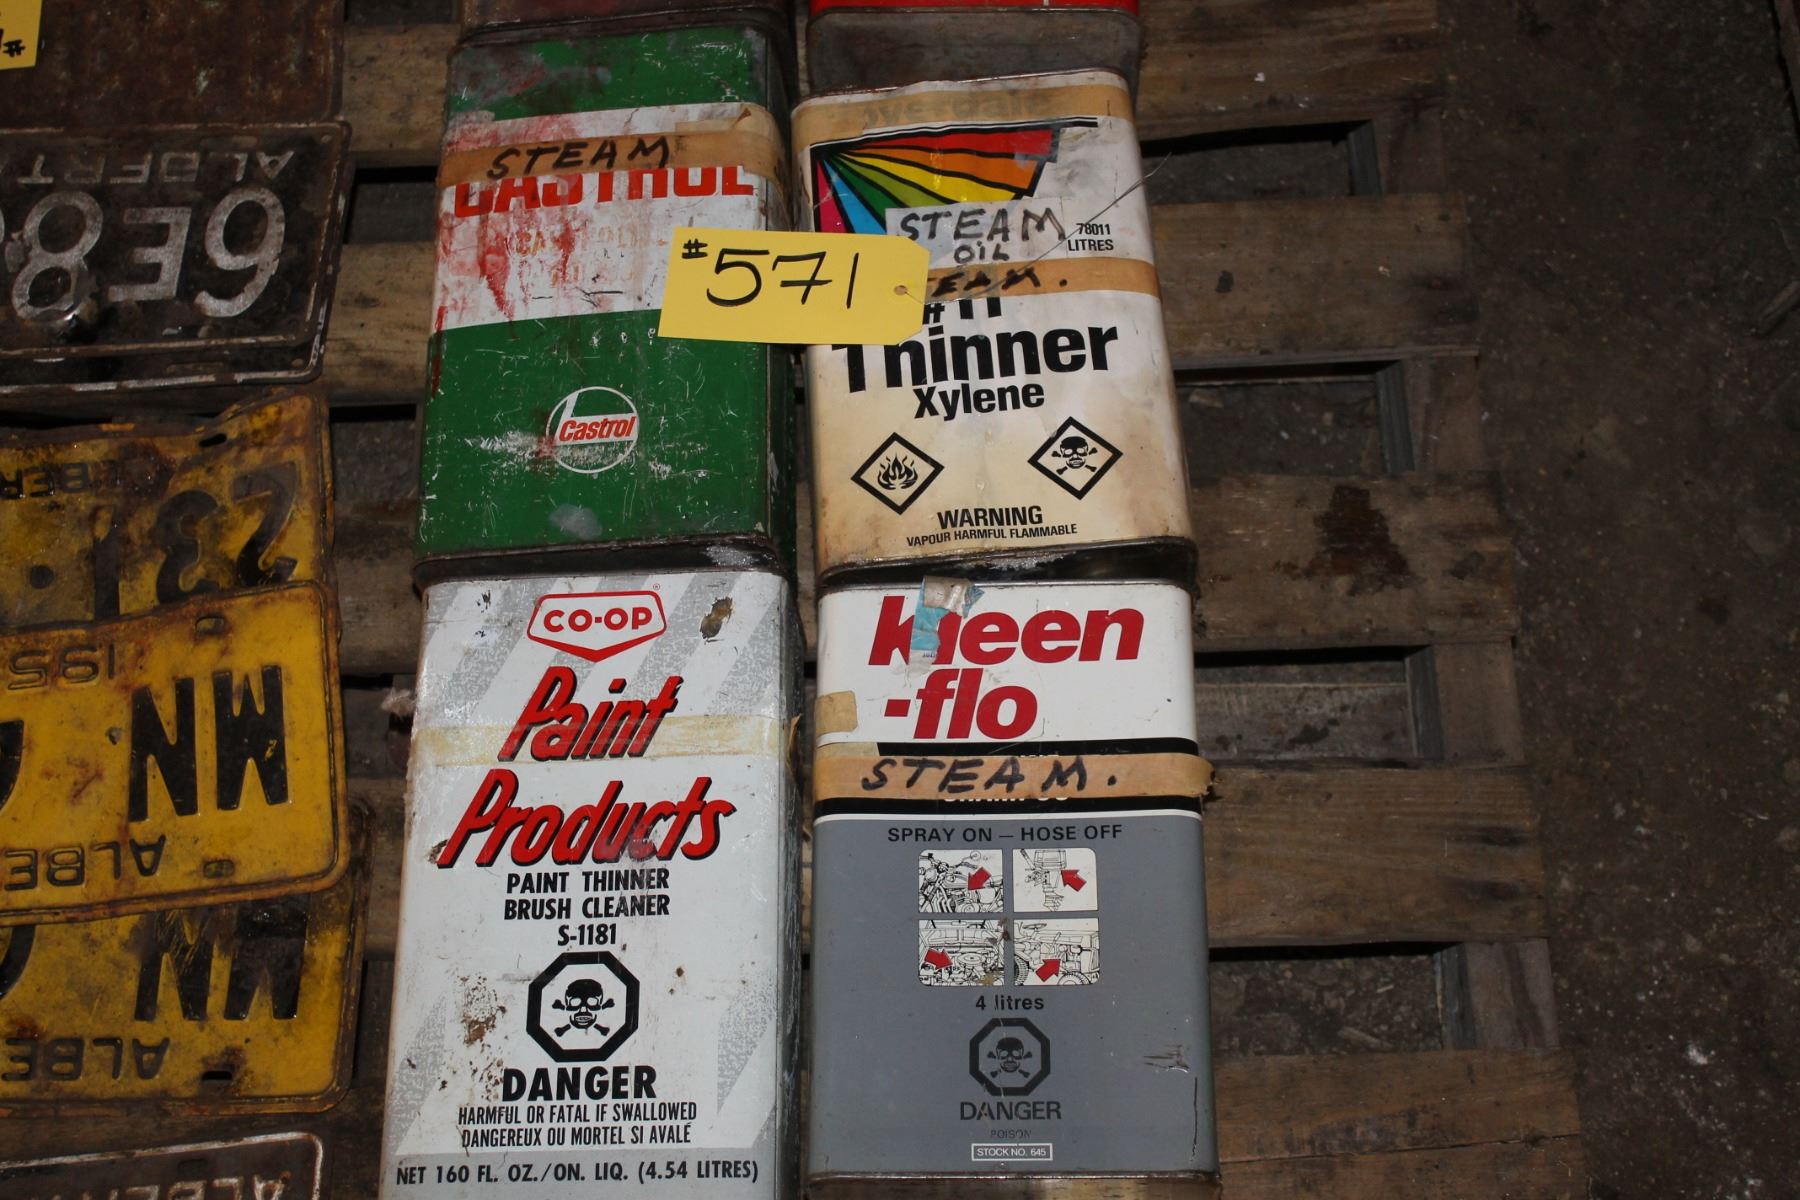 STEAM
CASTROL
Castrol
#571
STEAM
OIL
78011
LITRES
STEAM.
#11
Thinner
Xylene
WARNING
VAPOUR HARMFUL FLAMMABLE
CO-OP
Paint
Products
PAINT THINNER
BRUSH CLEANER
S-1181
DANGER
HARMFUL OR FATAL IF SWALLOWED
DANGEREUX OU MORTEL SI AVALÉ
NET 160 FL. OZ./ON. LIQ. (4.54 LITRES)
kleen
-flo
STEAM.
SPRAY ON — HOSE OFF
4 litres
DANGER
POISON
STOCK NO. 645
6E8
231
195
MN
ALBE
MN
ALBE